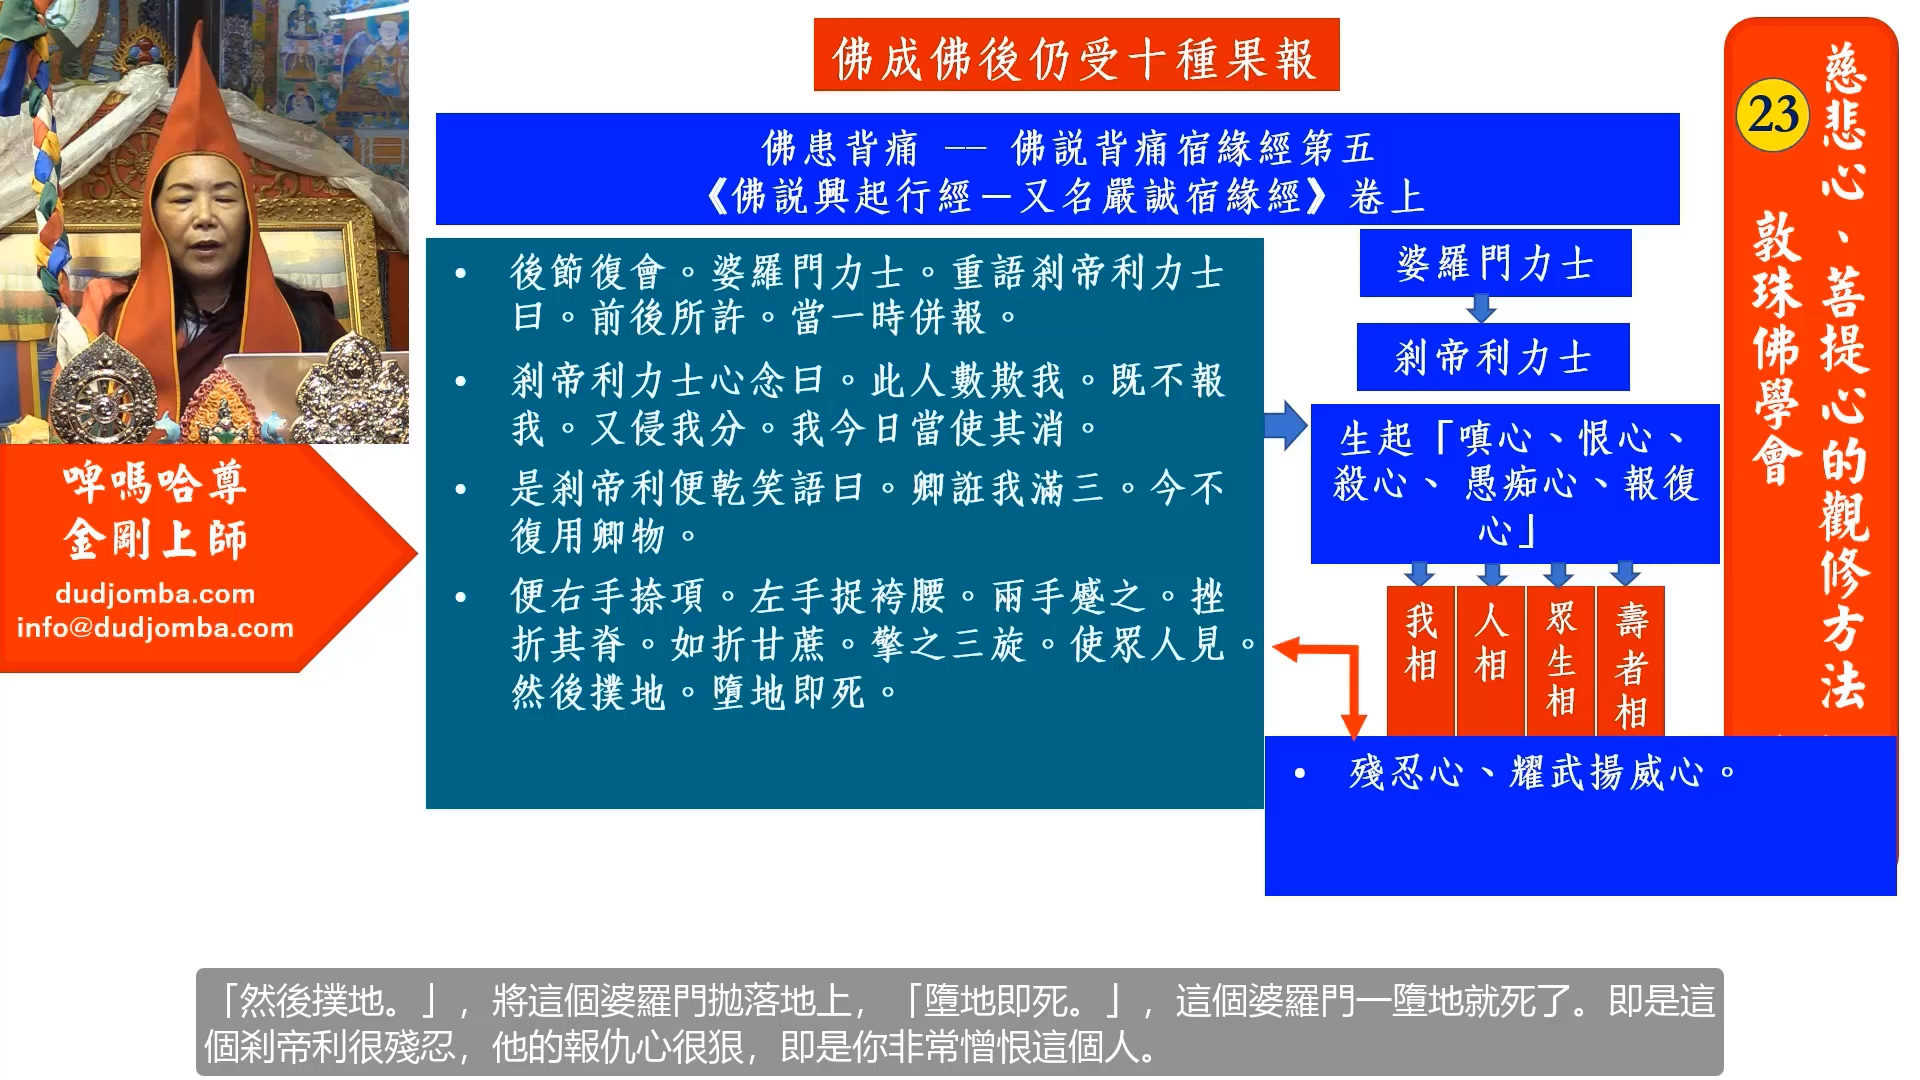 佛成佛後仍受十種果報
佛患背痛 —— 佛説背痛宿緣經第五
《佛説興起行經－又名嚴誠宿緣經》卷上
• 後節復會。婆羅門力士。重語剎帝利力士
曰。前後所許。當一時併報。
• 剎帝利力士心念曰。此人數欺我。既不報
我。又侵我分。我今日當使其消。
• 是剎帝利便乾笑語曰。卿誑我滿三。今不
復用卿物。
• 便右手捺項。左手捉袴腰。兩手蹙之。挫
折其脊。如折甘蔗。擎之三旋。使眾人見。
然後撲地。墮地即死。
婆羅門力士
剎帝利力士
生起「嗔心、恨心、
殺心、愚痴心、報復
心」
我相
人相
眾生相
壽者相
• 殘忍心、耀武揚威心。
23
慈悲心、菩提心的觀修方法
敦珠佛學會
啤嗎哈尊
金剛上師
dudjomba.com
info@dudjomba.com
「然後撲地。」，將這個婆羅門拋落地上，「墮地即死。」，這個婆羅門一墮地就死了。即是這
個剎帝利很殘忍，他的報仇心很狠，即是你非常憎恨這個人。